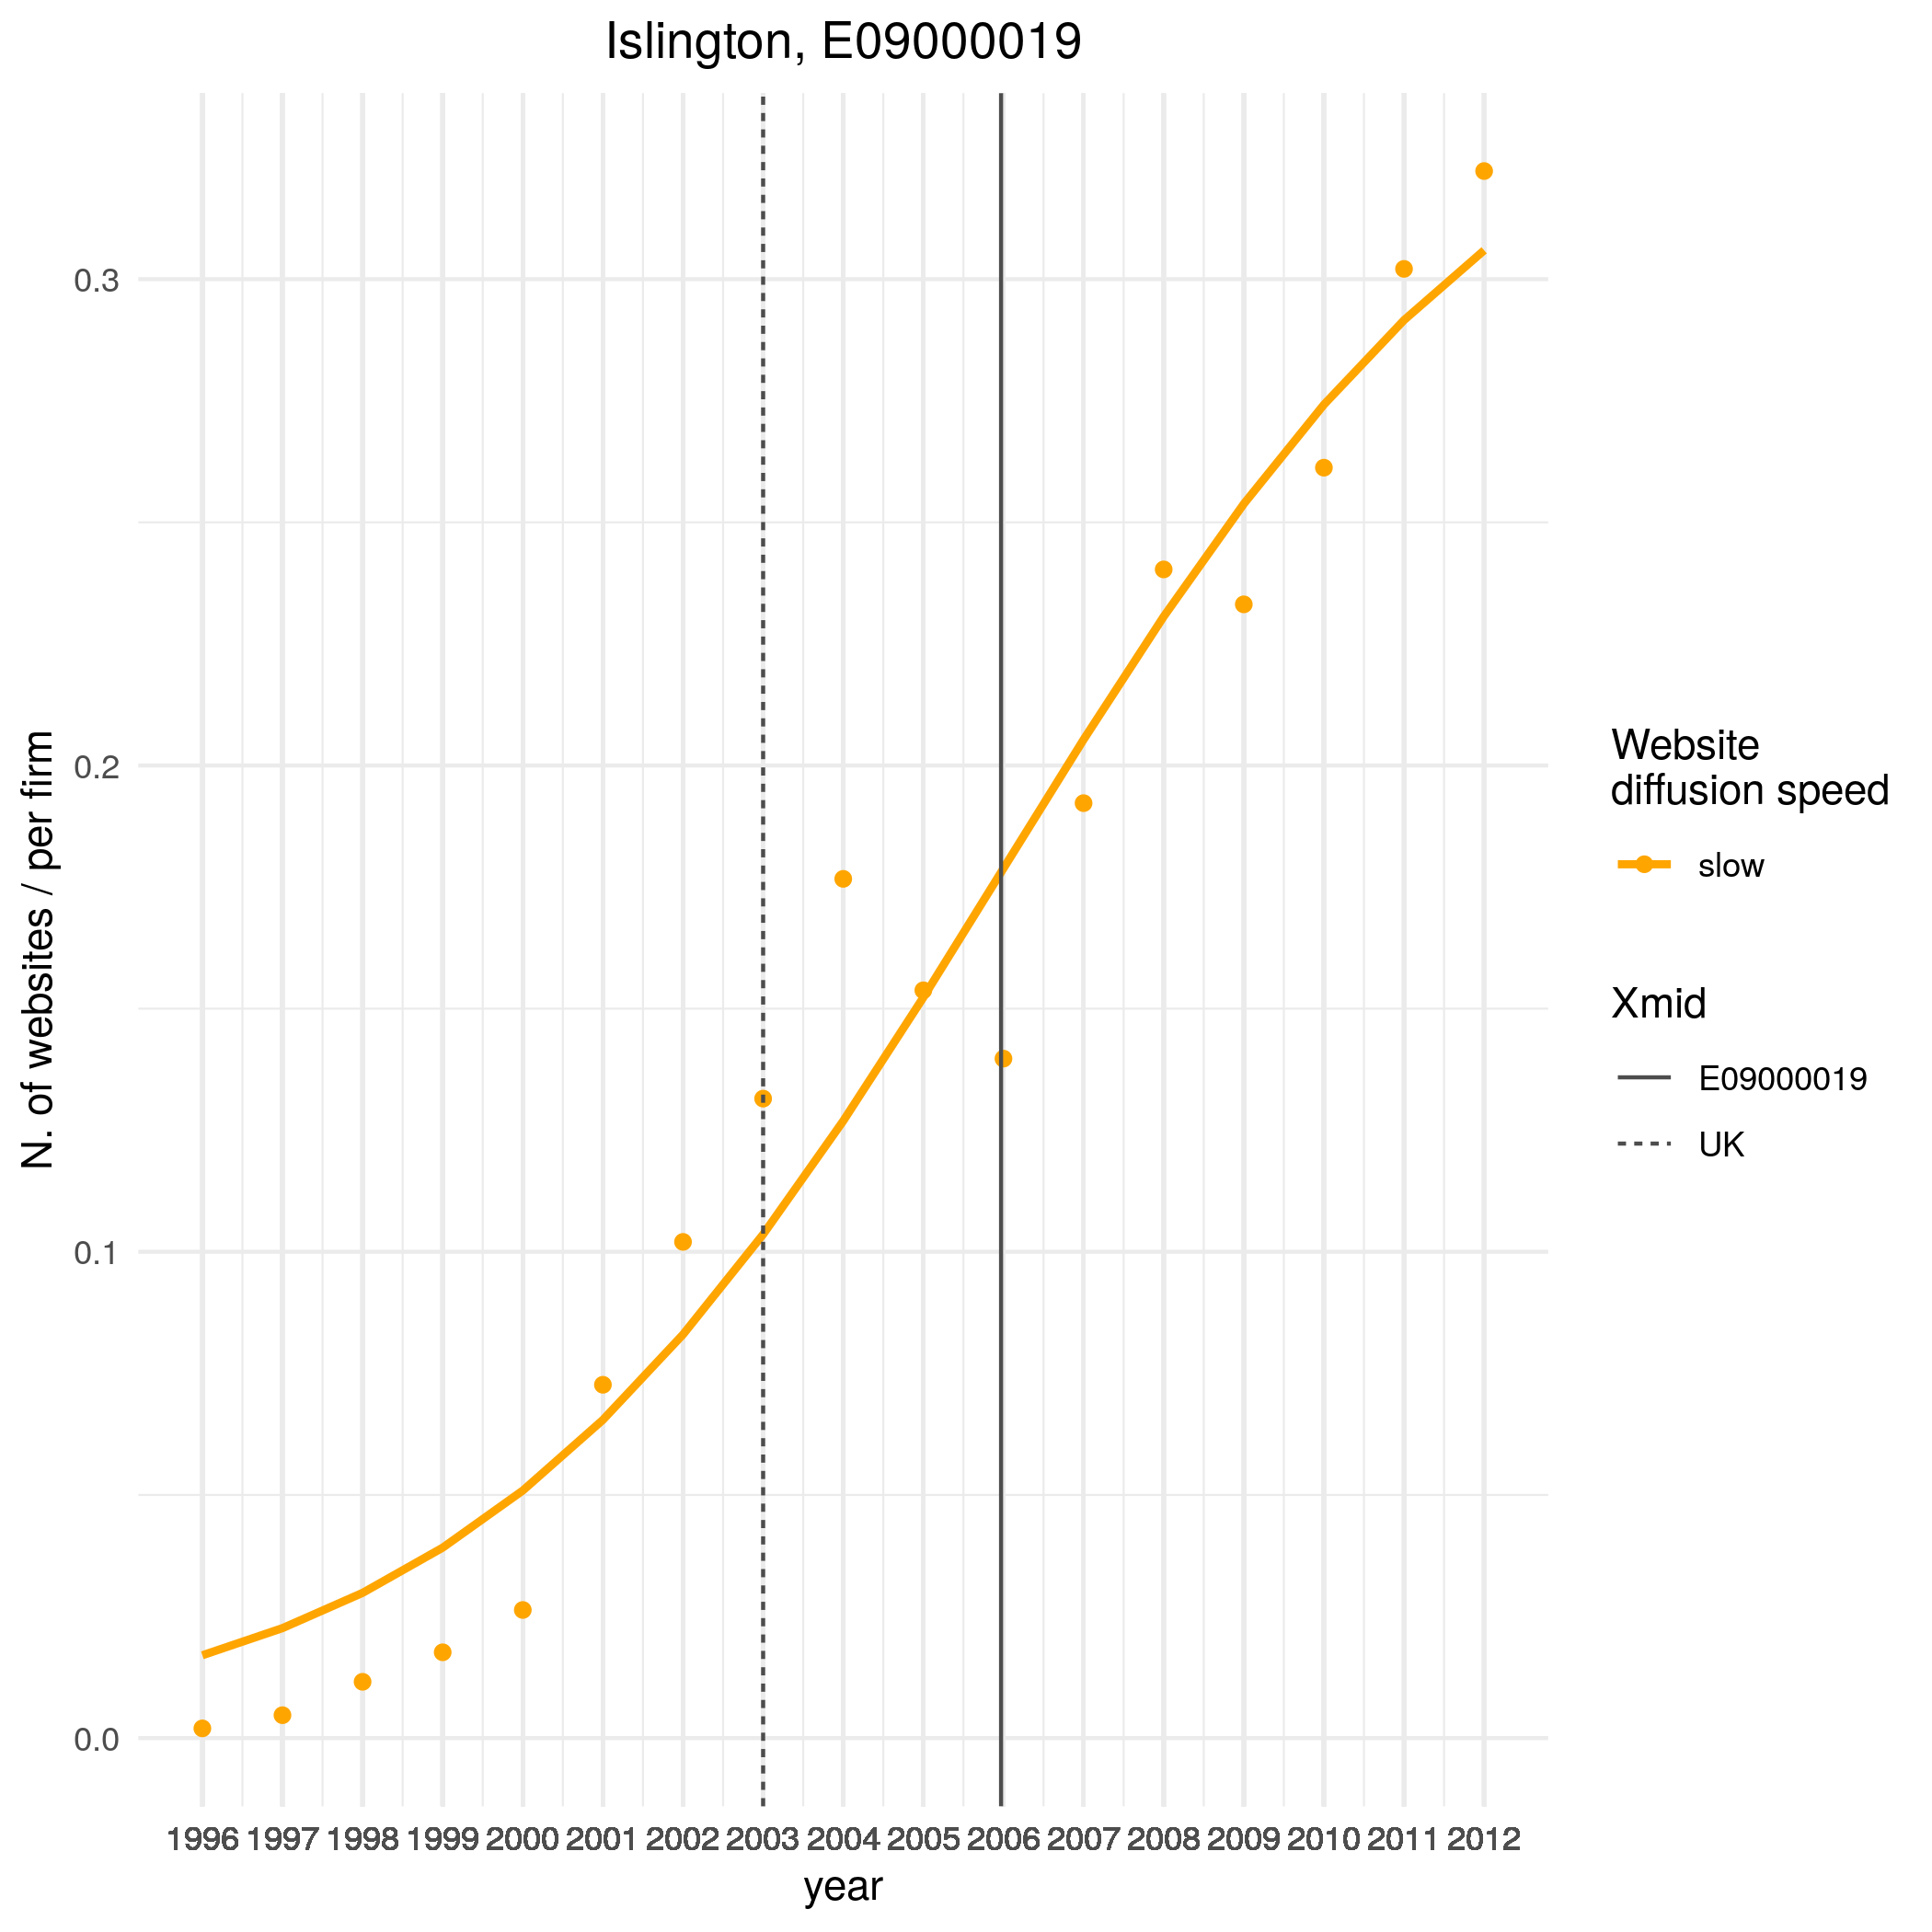 Islington, E09000019
N. of websites / per firm
0.3
0.2
0.1
0.0
1996 1997 1998 1999 2000 2001 2002 2003 2004 2005 2006 2007 2008 2009 2010 2011 2012
year
Website
diffusion speed
slow
Xmid
E09000019
UK